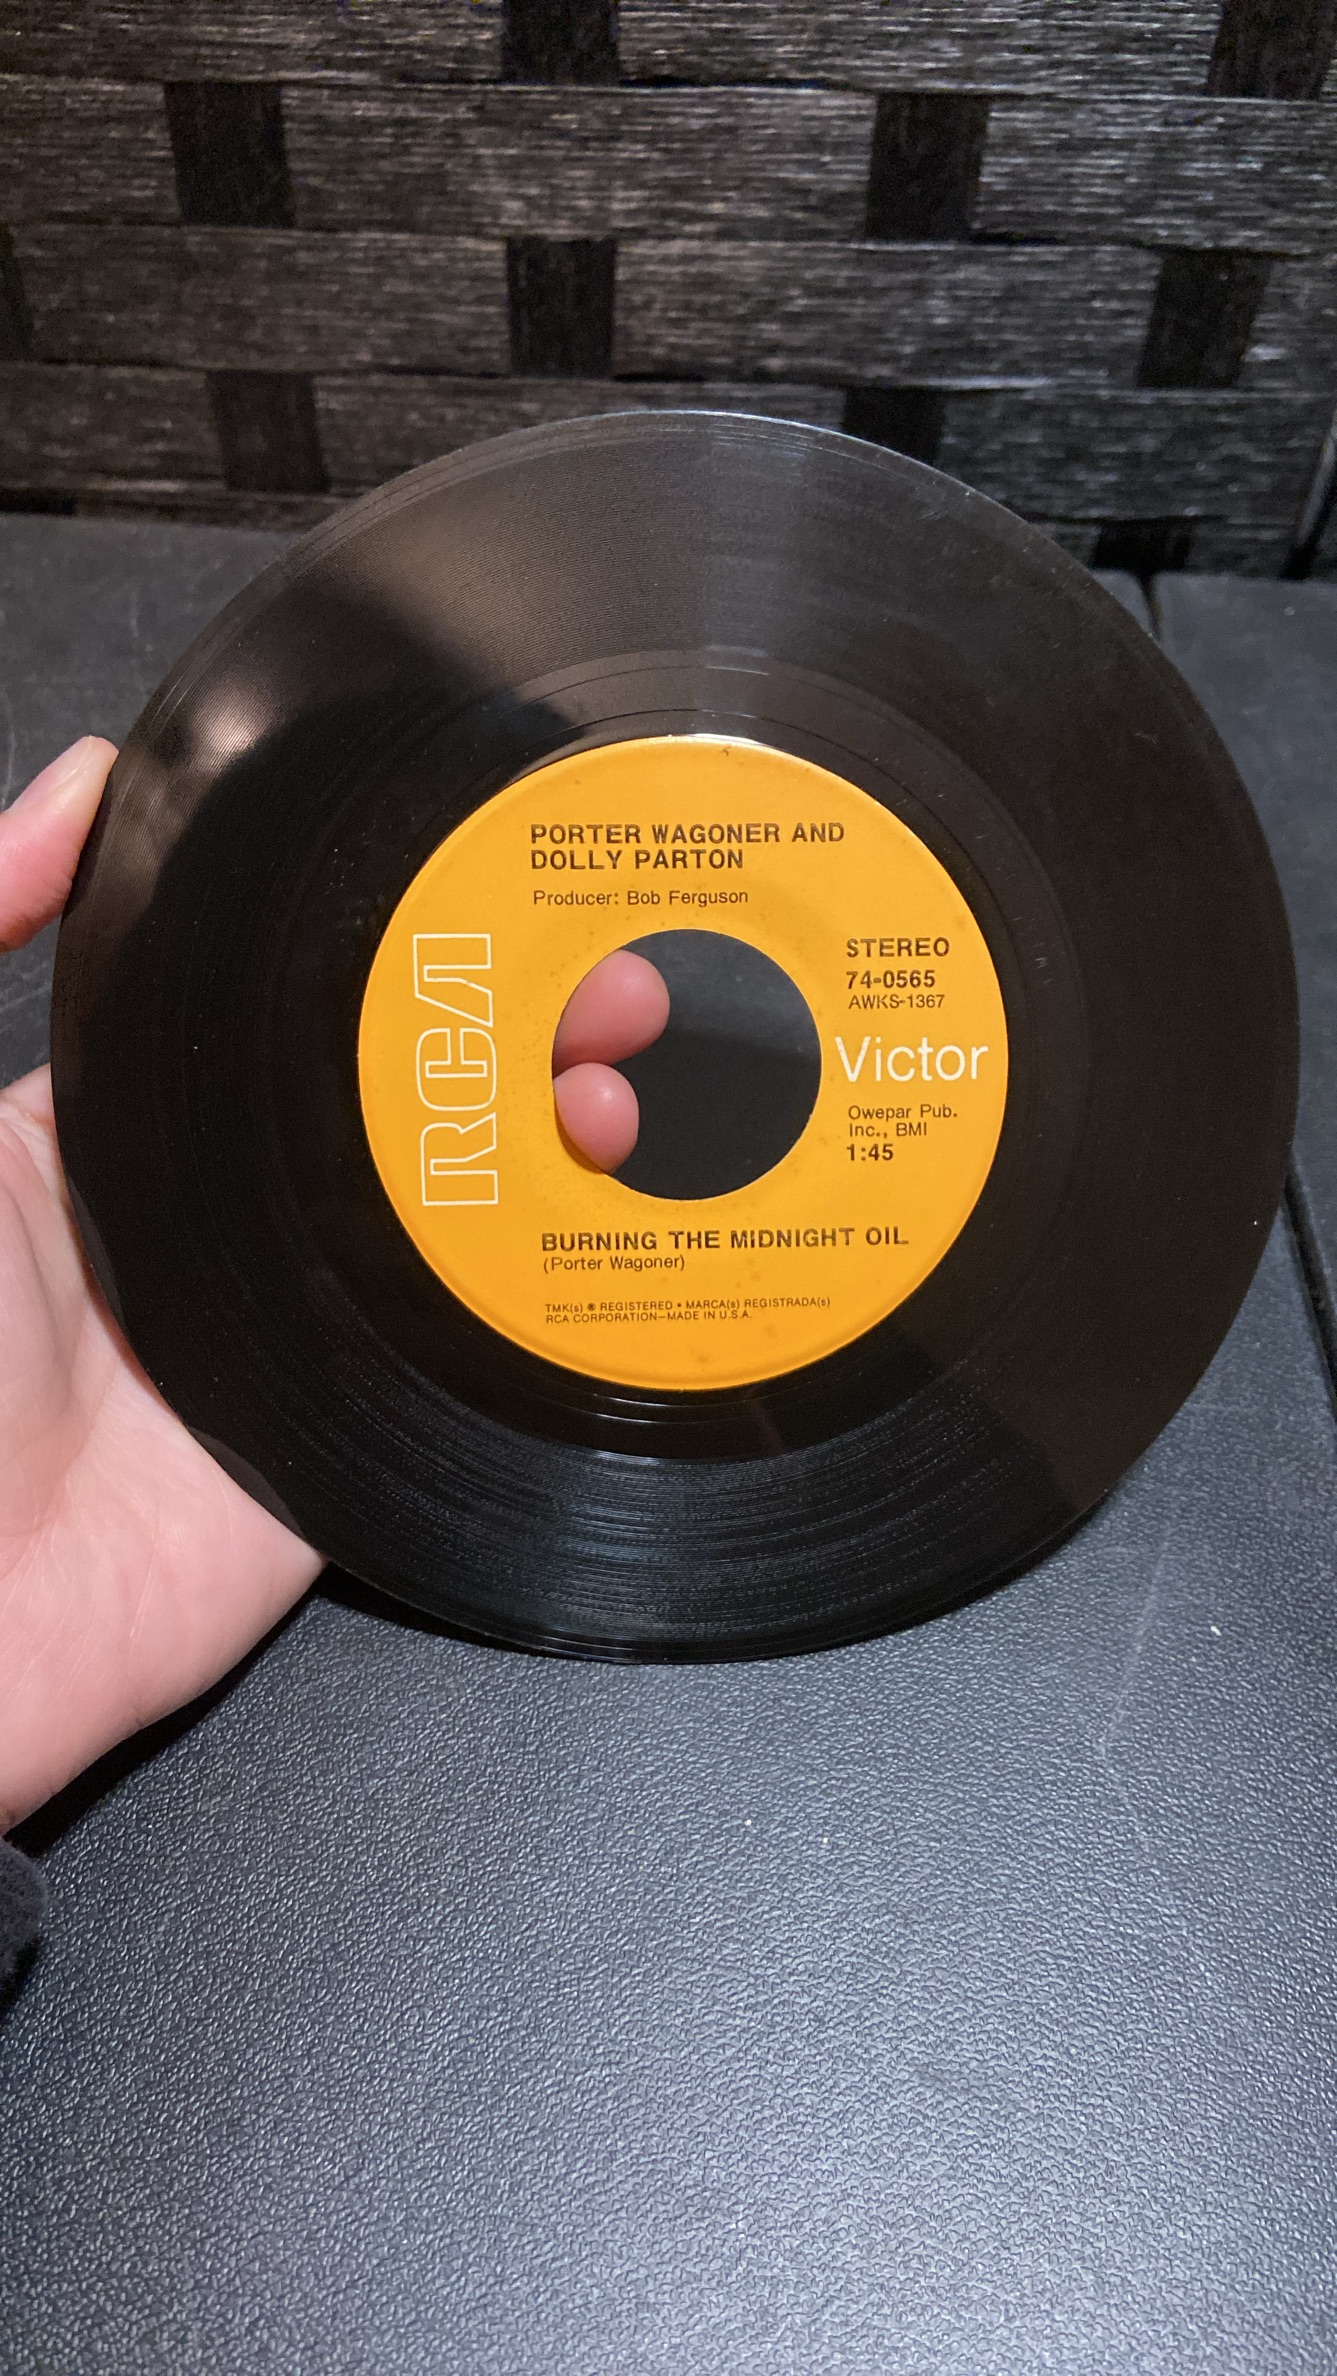 PORTER WAGONER AND
DOLLY PARTON
Producer: Bob Ferguson
RCA
STEREO
74-0565
AWKS-1367
Victor
Owepar Pub.
Inc., BMI
1:45
BURNING THE MIDNIGHT OIL
(Porter Wagoner)
TMK(s) ® REGISTERED • MARCA(s) REGISTRADA(s)
RCA CORPORATION—MADE IN U.S.A.